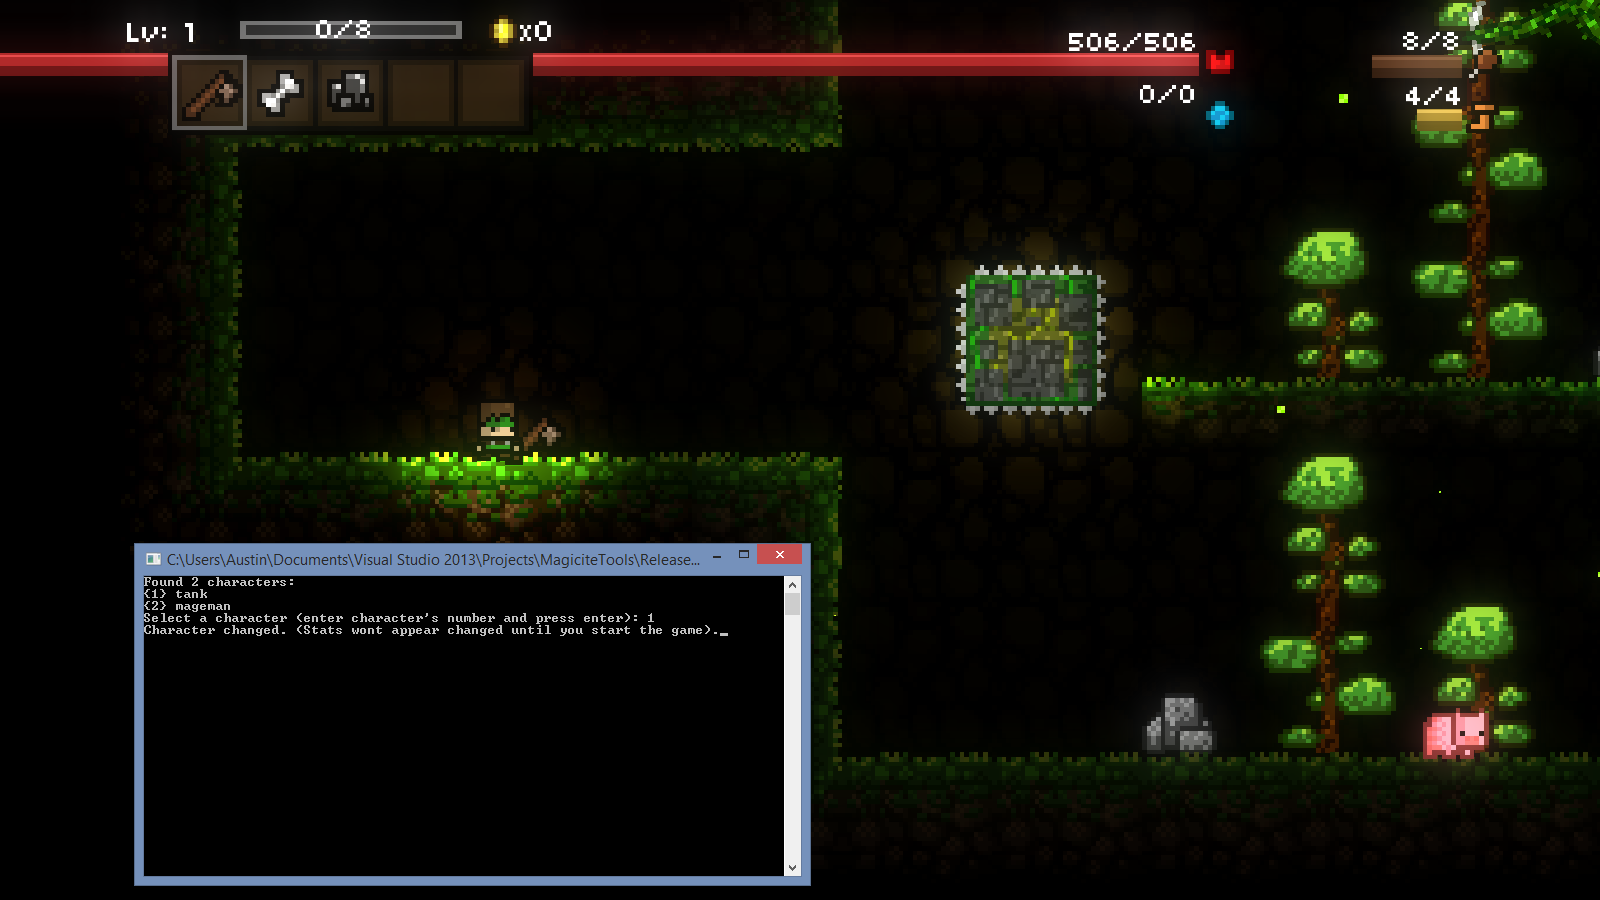 Lv: 1
0/8
x0
506/506
8/8
0/0
4/4
C:\Users\Austin\Documents\Visual Studio 2013\Projects\MagiciteTools\Release...
Found 2 characters:
(1) tank
(2) mageman
Select a character (enter character's number and press enter): 1
Character changed. (Stats wont appear changed until you start the game)._